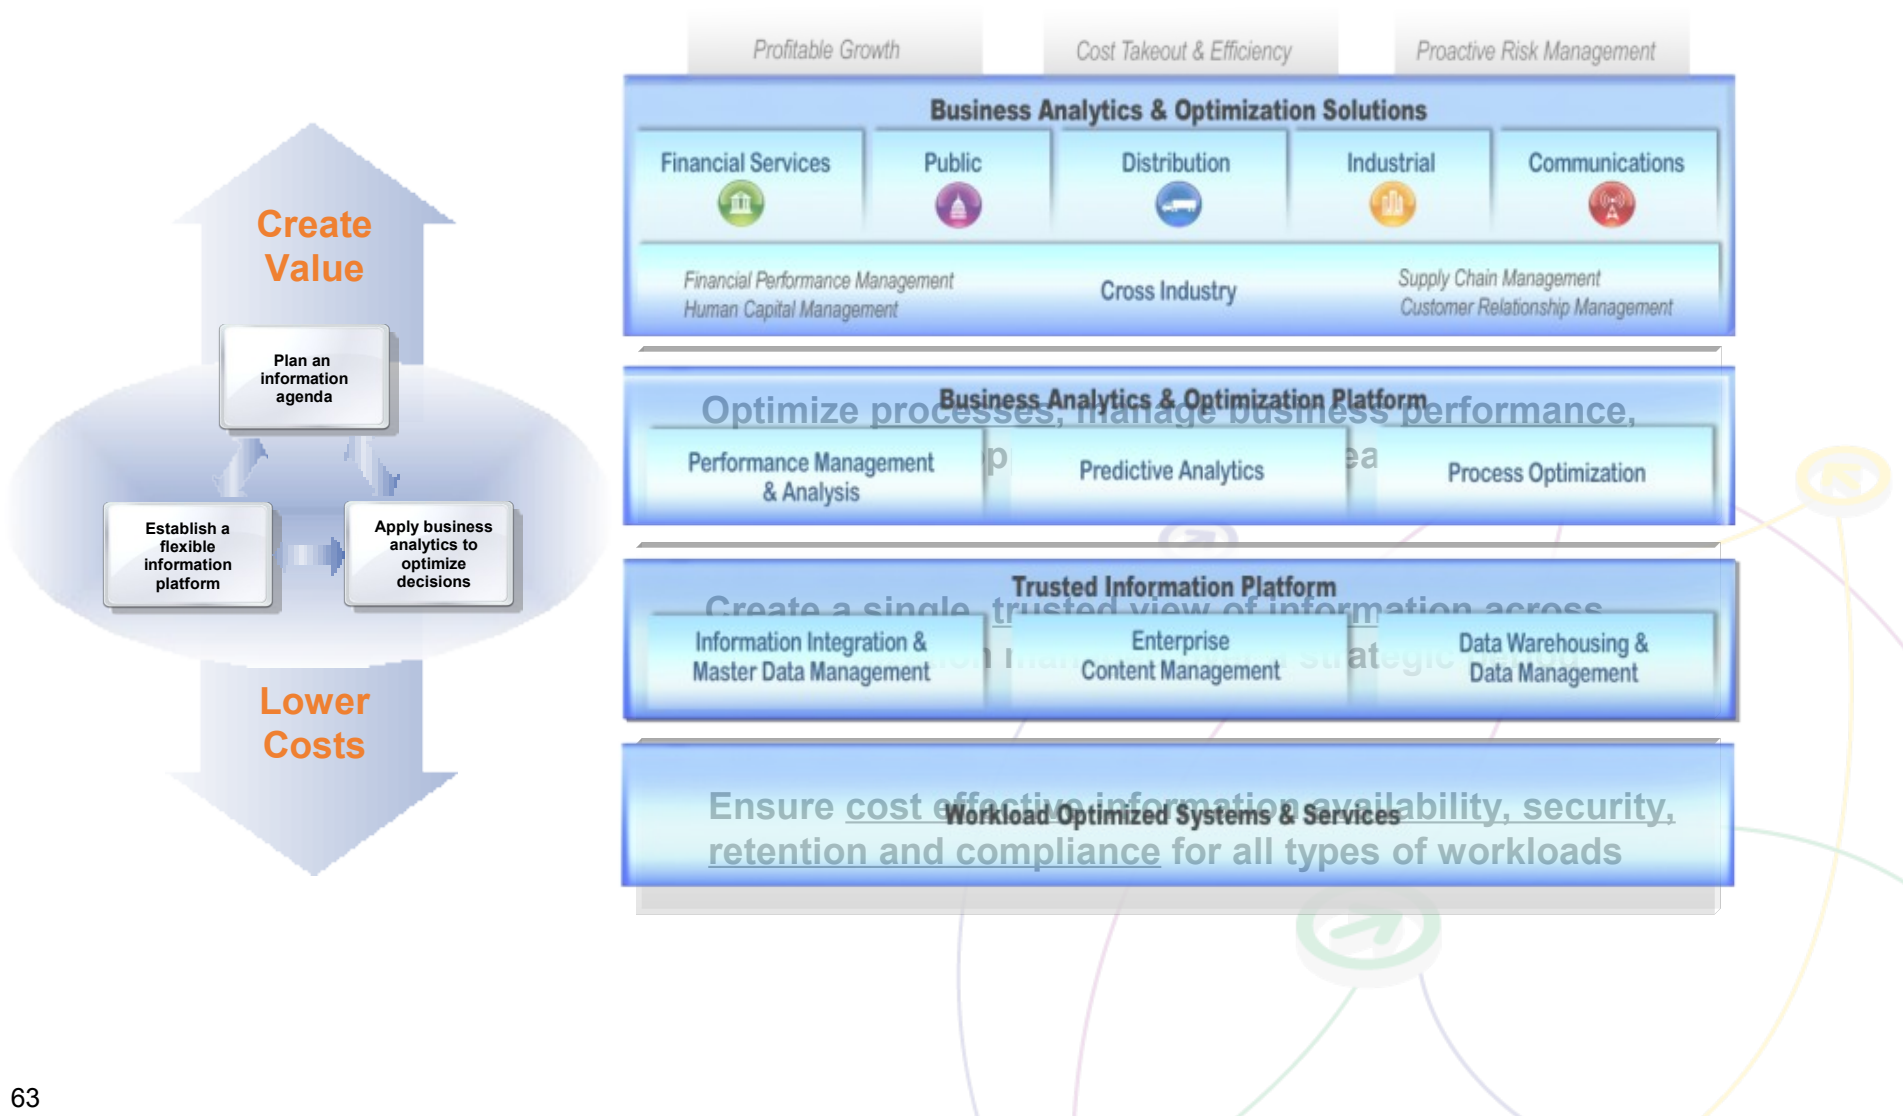 Profitable Growth
Cost Takeout & Efficiency
Proactive Risk Management
Business Analytics & Optimization Solutions
Financial Services
Public
Distribution
Industrial
Communications
Financial Performance Management
Human Capital Management
Cross Industry
Supply Chain Management
Customer Relationship Management
Create
Value
Plan an
information
agenda
Establish a
flexible
information
platform
Apply business
analytics to
optimize
decisions
Lower
Costs
Business Analytics & Optimization Platform
Optimize processes, manage business performance,
Performance Management
& Analysis
Predictive Analytics
Process Optimization
Trusted Information Platform
Create a single, trusted view of information across
Information Integration &
Master Data Management
Enterprise
Content Management
Data Warehousing &
Data Management
Workload Optimized Systems & Services
Ensure cost effective information availability, security,
retention and compliance for all types of workloads
63